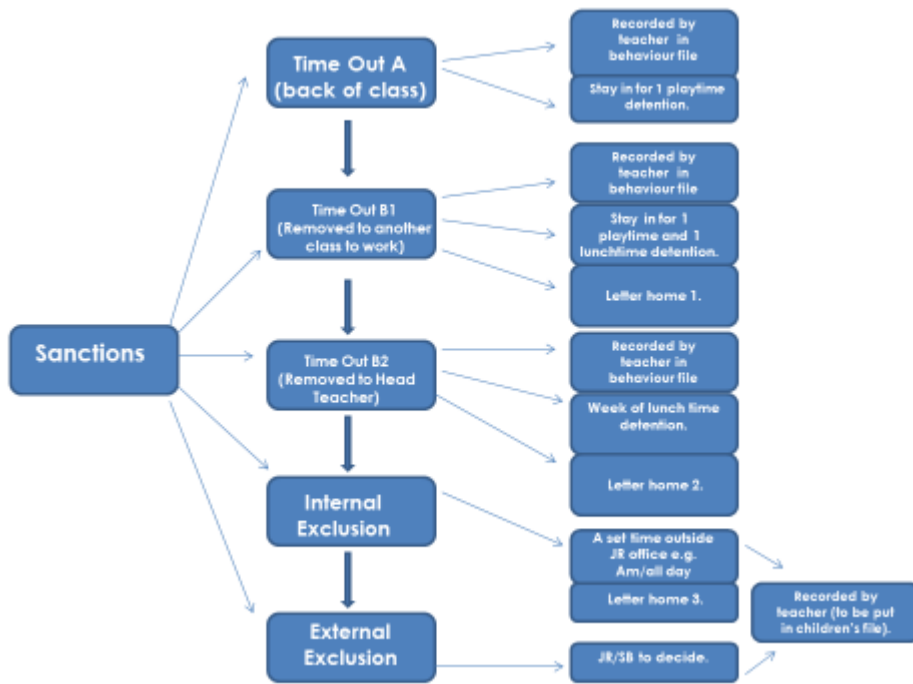 Sanctions
Time Out A
(back of class)
Recorded by
teacher in
behaviour file
Stay in for 1 playtime
detention.
Time Out B1
(Removed to another
class to work)
Recorded by
teacher in
behaviour file
Stay in for 1
playtime and 1
lunchtime detention.
Letter home 1.
Time Out B2
(Removed to Head
Teacher)
Recorded by
teacher in
behaviour file
Week of lunch time
detention.
Letter home 2.
Internal
Exclusion
A set time outside
JR office e.g.
Am/all day
Letter home 3.
External
Exclusion
JR/SB to decide.
Recorded by
teacher (to be put
in children's file).